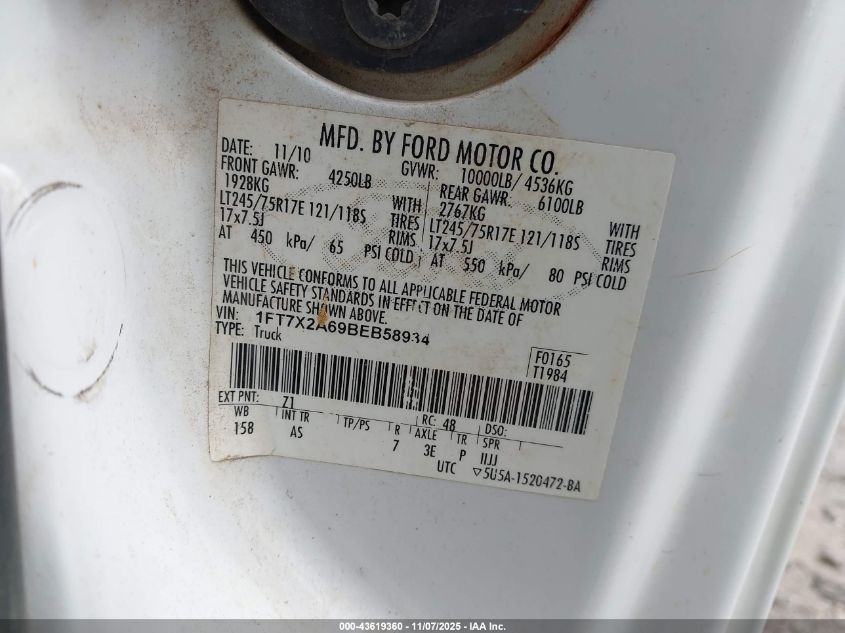 MFD. BY FORD MOTOR CO.
DATE: 11/10 GVWR: 10000LB/ 4536KG
FRONT GAWR: 4250LB REAR GAWR: 6100LB
1928KG WITH 2767KG WITH
LT245/75R17E 121/118S TIRES LT245/75R17E 121/118S TIRES
17x7.5J RIMS 17x7.5J RIMS
AT 450 kPa/ 65 PSI COLD AT 550 kPa/ 80 PSI COLD
THIS VEHICLE CONFORMS TO ALL APPLICABLE FEDERAL MOTOR
VEHICLE SAFETY STANDARDS IN EFFECT ON THE DATE OF
MANUFACTURE SHOWN ABOVE.
VIN: 1FT7X2A69BEB58934
TYPE: Truck
F0165
T1984
EXT PNT: Z1 RC: 48 DSO:
WB INT TR TP/PS R AXLE TR SPR
158 AS 7 3E P IIJJ
UTC ▽5U5A-1520472-BA
000-43619360 - 11/07/2025 - IAA Inc.